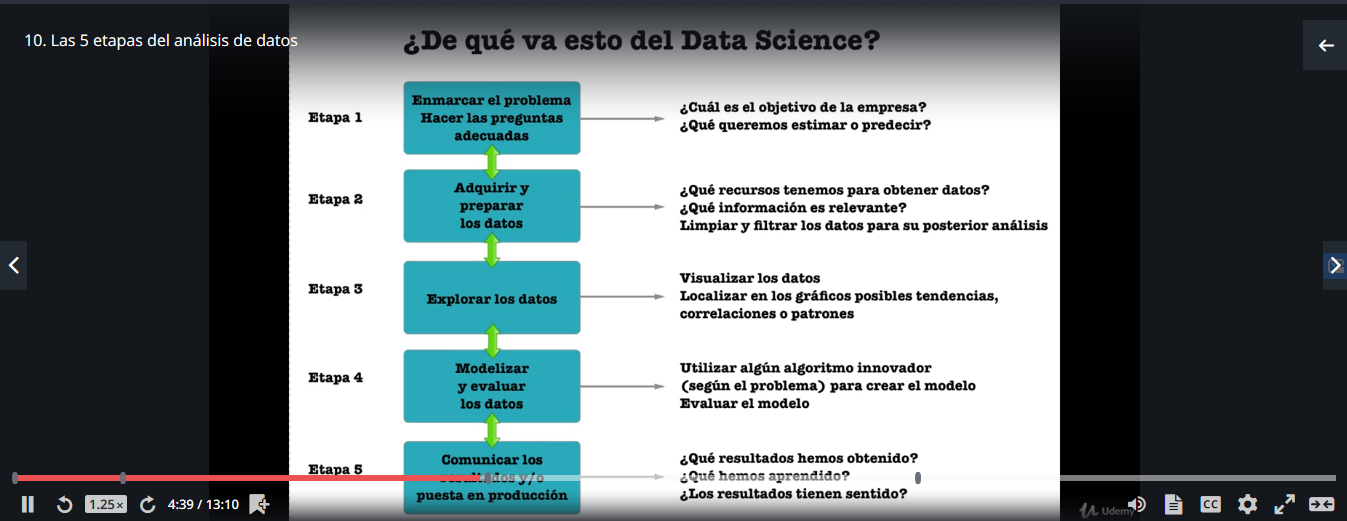 10. Las 5 etapas del análisis de datos
¿De qué va esto del Data Science?
Etapa 1
Enmarcar el problema
Hacer las preguntas
adecuadas
¿Cuál es el objetivo de la empresa?
¿Qué queremos estimar o predecir?
Etapa 2
Adquirir y
preparar
los datos
¿Qué recursos tenemos para obtener datos?
¿Qué información es relevante?
Limpiar y filtrar los datos para su posterior análisis
Etapa 3
Explorar los datos
Visualizar los datos
Localizar en los gráficos posibles tendencias,
correlaciones o patrones
Etapa 4
Modelizar
y evaluar
los datos
Utilizar algún algoritmo innovador
(según el problema) para crear el modelo
Evaluar el modelo
Etapa 5
Comunicar los
resultados y/o
puesta en producción
¿Qué resultados hemos obtenido?
¿Qué hemos aprendido?
¿Los resultados tienen sentido?
1.25×
4:39 / 13:10
Udemy
CC